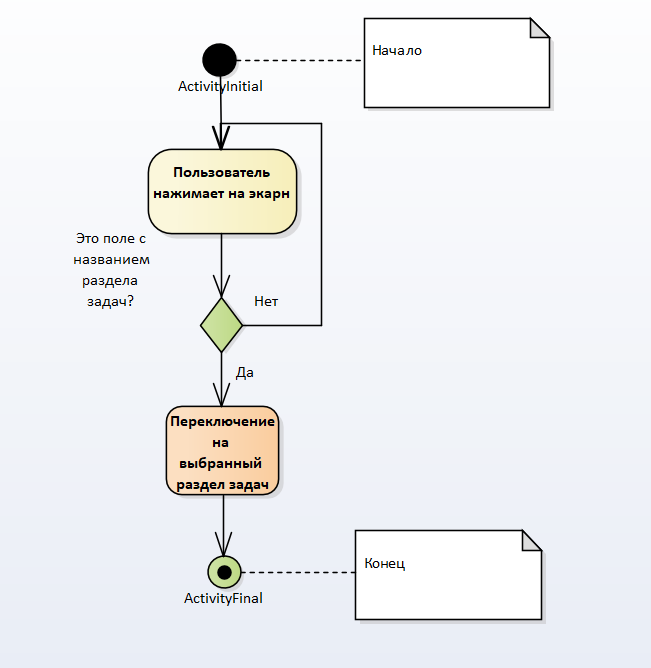 Начало
ActivityInitial
Пользователь
нажимает на экарн
Это поле с
названием
раздела
задач?
Нет
Да
Переключение
на
выбранный
раздел задач
Конец
ActivityFinal